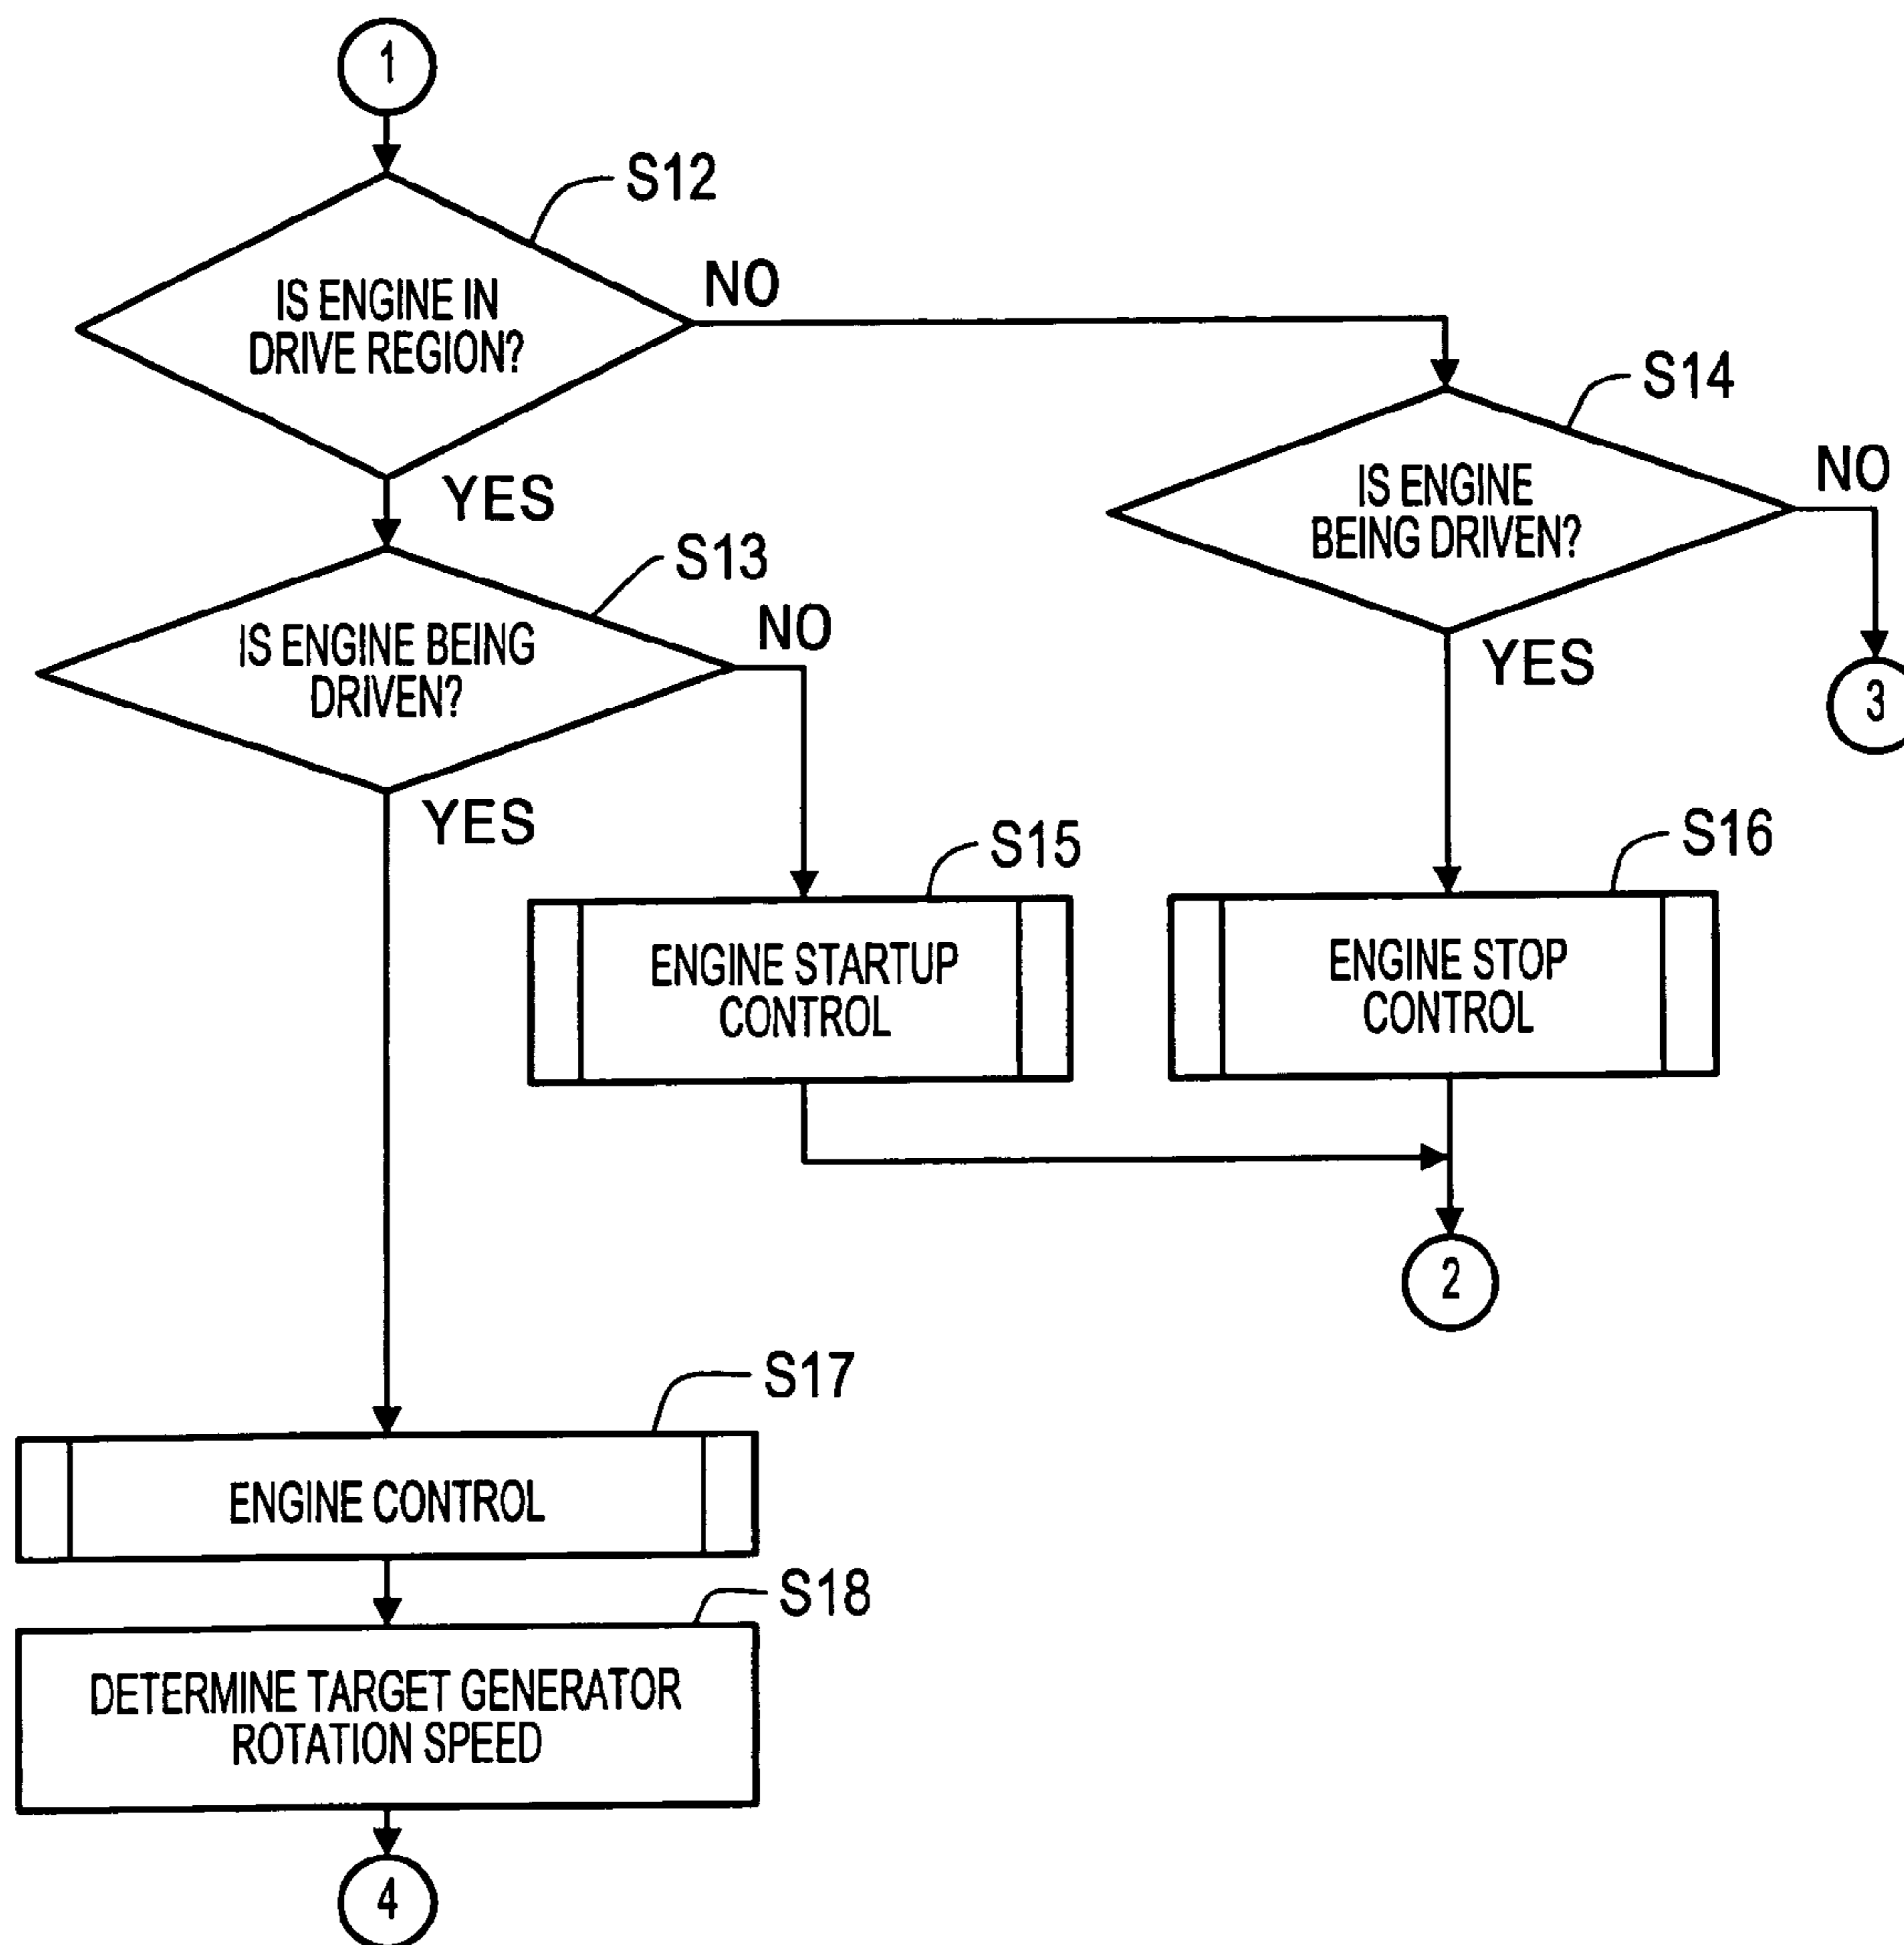 1
S12
IS ENGINE IN
DRIVE REGION?
NO
YES
S14
IS ENGINE
BEING DRIVEN?
NO
YES
3
S13
IS ENGINE BEING
DRIVEN?
NO
YES
S15
ENGINE STARTUP
CONTROL
S16
ENGINE STOP
CONTROL
2
S17
ENGINE CONTROL
S18
DETERMINE TARGET GENERATOR
ROTATION SPEED
4